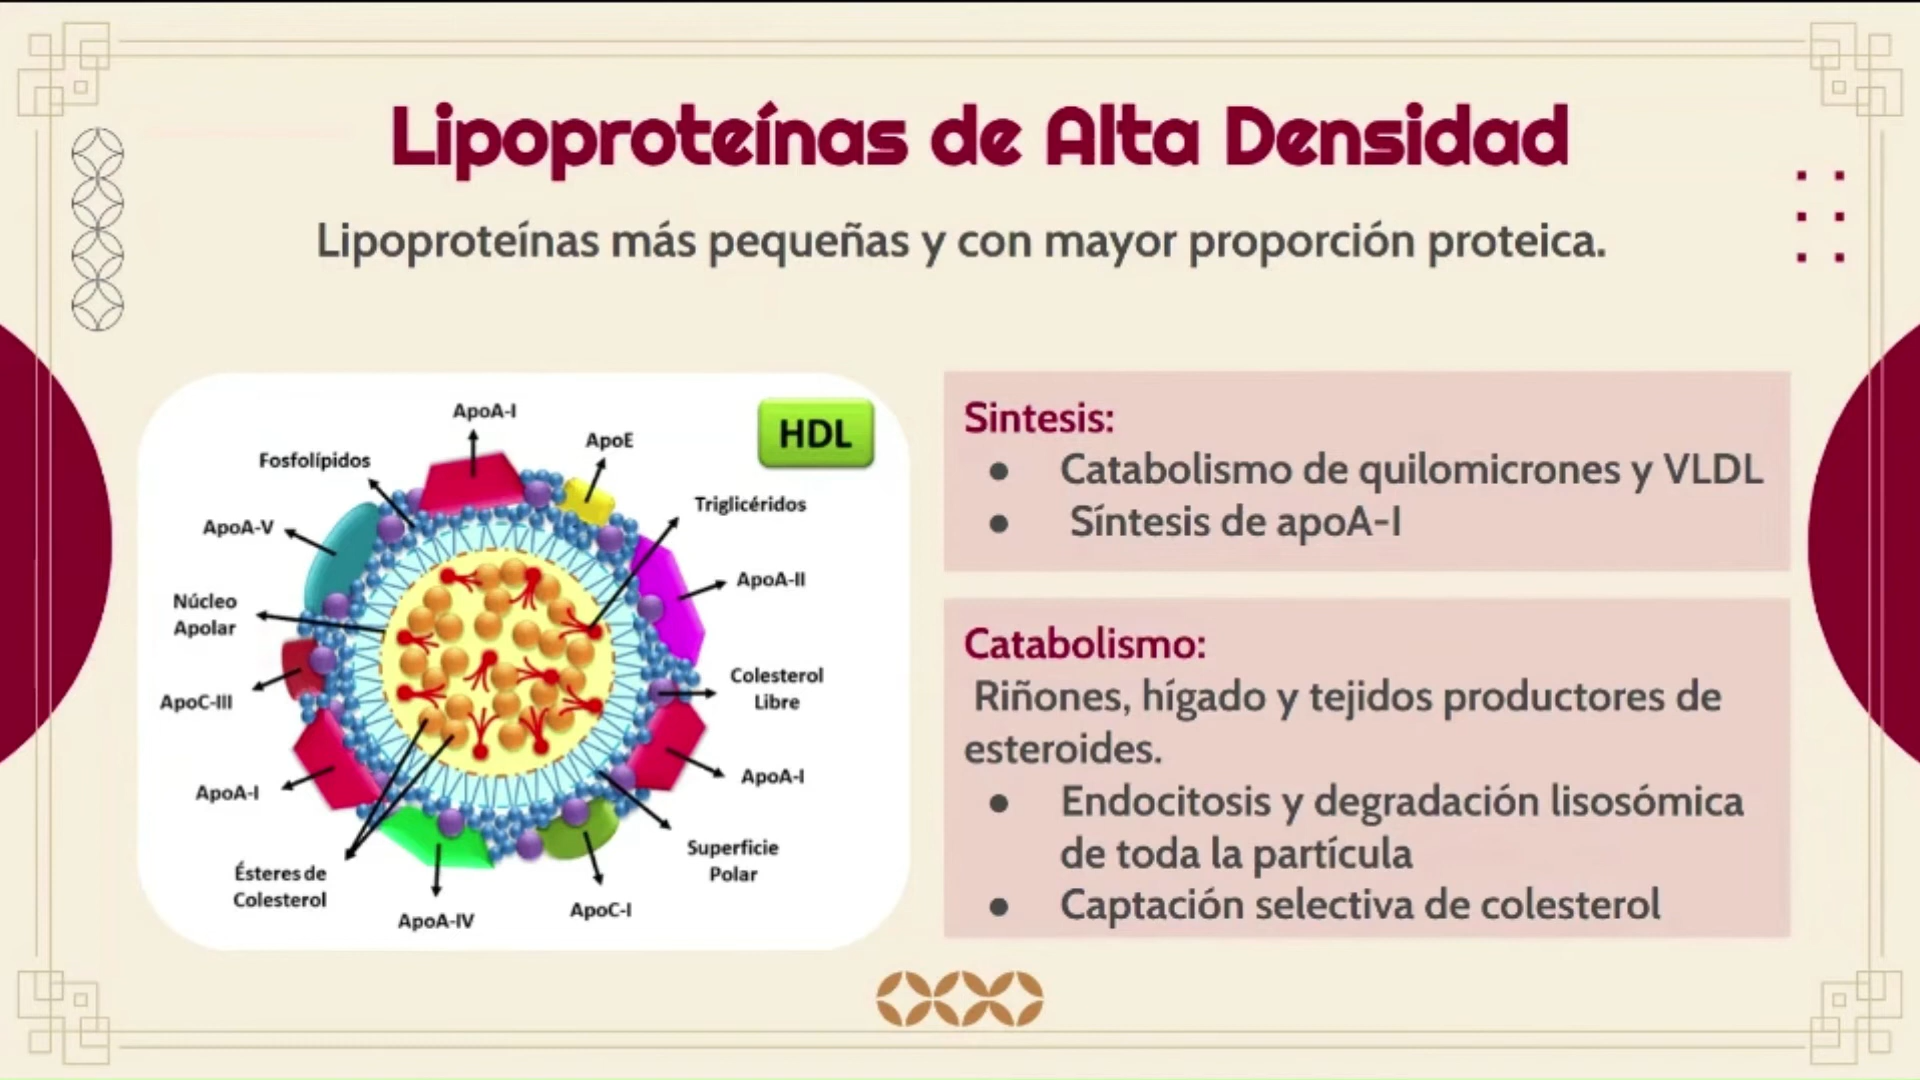 Lipoproteínas de Alta Densidad
Lipoproteínas más pequeñas y con mayor proporción proteica.
HDL
ApoA-I
ApoE
Fosfolípidos
Triglicéridos
ApoA-V
ApoA-II
Núcleo
Apolar
Colesterol
Libre
ApoC-III
ApoA-I
ApoA-I
Superficie
Polar
Ésteres de
Colesterol
ApoA-IV
ApoC-I
Sintesis:
● Catabolismo de quilomicrones y VLDL
● Síntesis de apoA-I
Catabolismo:
Riñones, hígado y tejidos productores de
esteroides.
● Endocitosis y degradación lisosómica
de toda la partícula
● Captación selectiva de colesterol